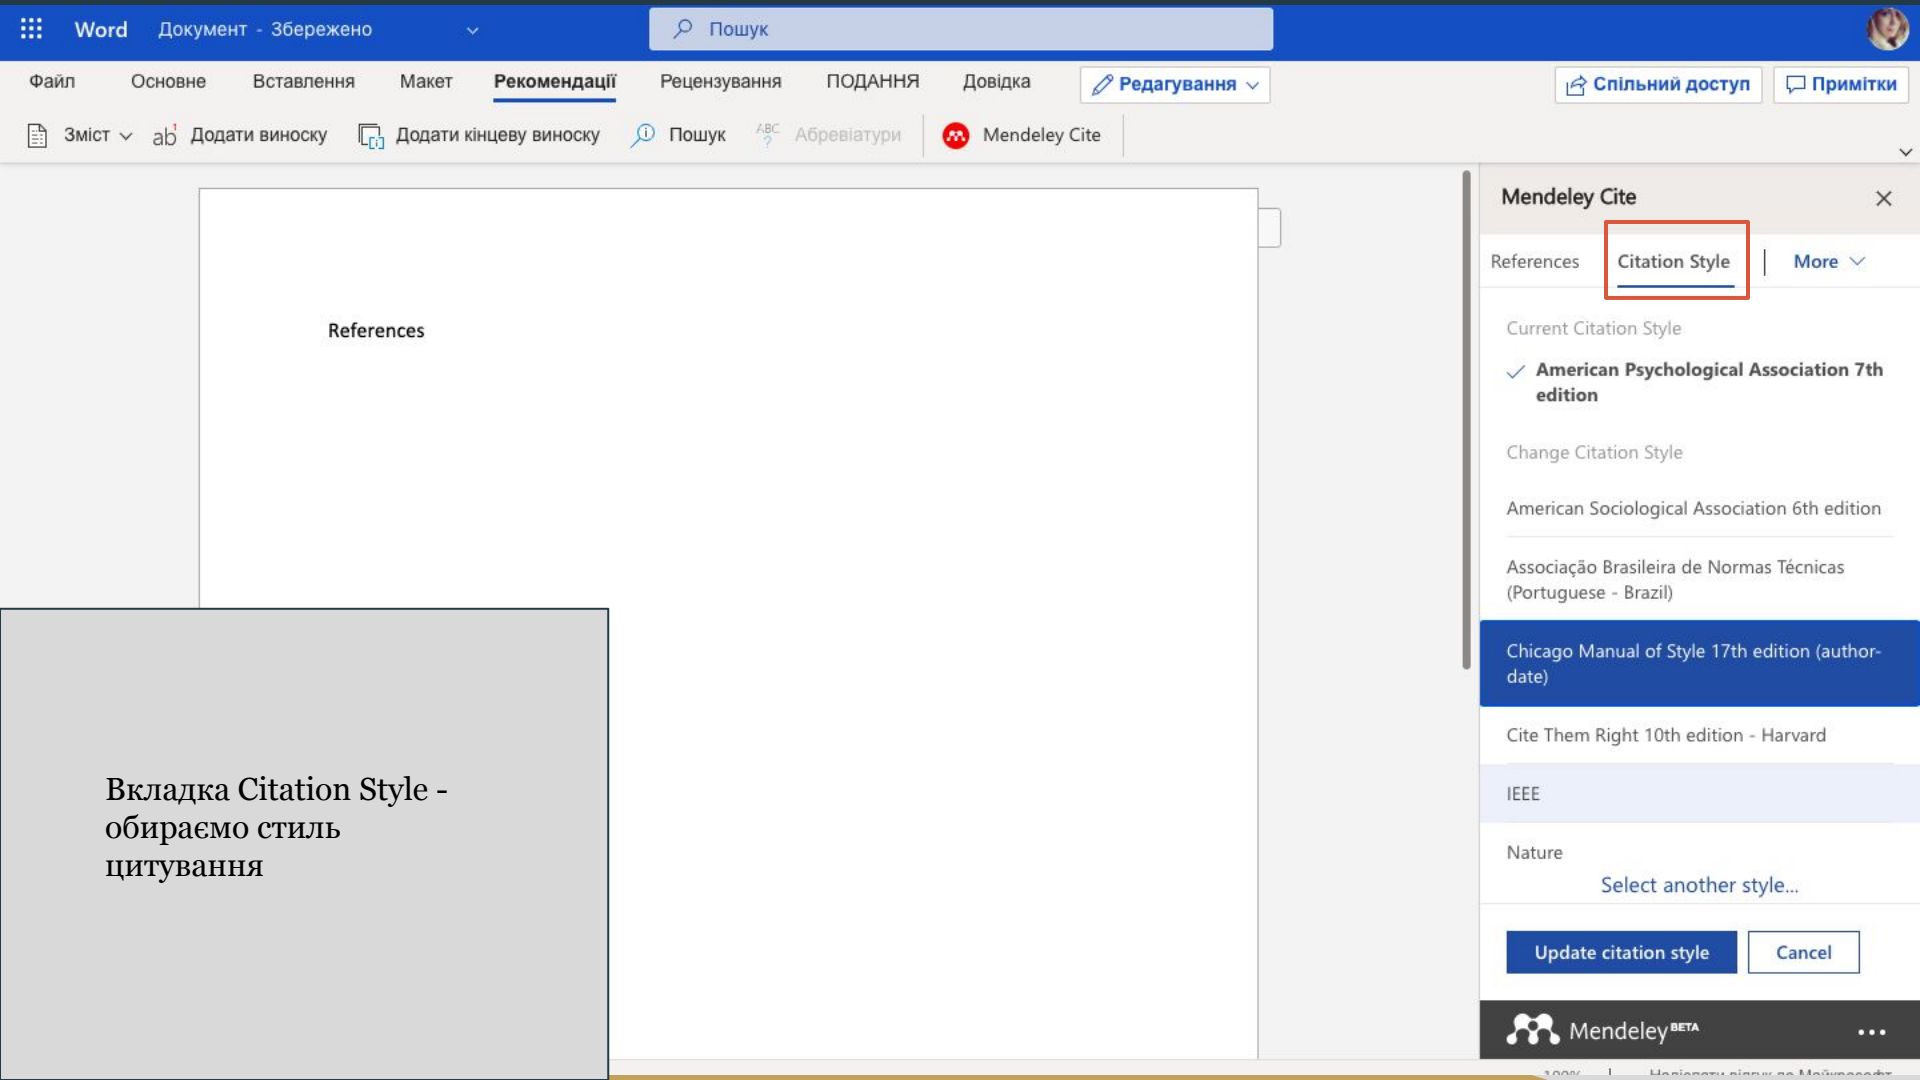 Word Документ - Збережено Пошук
Файл Основне Вставлення Макет Рекомендації Рецензування ПОДАННЯ Довідка Редагування Спільний доступ Примітки
Зміст ab¹ Додати виноску Додати кінцеву виноску Пошук ABC ? Абревіатури Mendeley Cite
Mendeley Cite
References Citation Style More
References
Current Citation Style
American Psychological Association 7th
edition
Change Citation Style
American Sociological Association 6th edition
Associação Brasileira de Normas Técnicas
(Portuguese - Brazil)
Chicago Manual of Style 17th edition (author-
date)
Cite Them Right 10th edition - Harvard
IEEE
Nature
Select another style...
Update citation style Cancel
Mendeley BETA
Вкладка Citation Style -
обираємо стиль
цитування